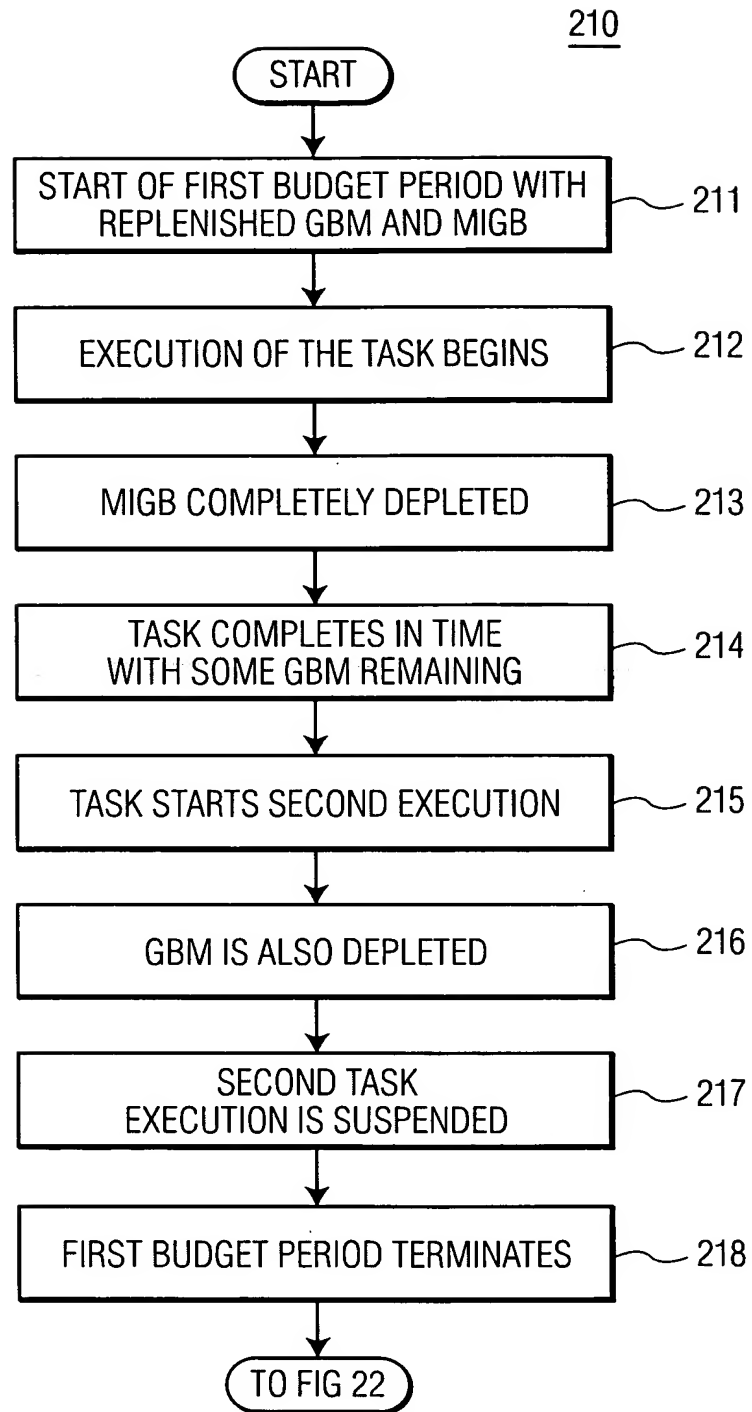 210
START
START OF FIRST BUDGET PERIOD WITH
REPLENISHED GBM AND MIGB
211
EXECUTION OF THE TASK BEGINS
212
MIGB COMPLETELY DEPLETED
213
TASK COMPLETES IN TIME
WITH SOME GBM REMAINING
214
TASK STARTS SECOND EXECUTION
215
GBM IS ALSO DEPLETED
216
SECOND TASK
EXECUTION IS SUSPENDED
217
FIRST BUDGET PERIOD TERMINATES
218
TO FIG 22